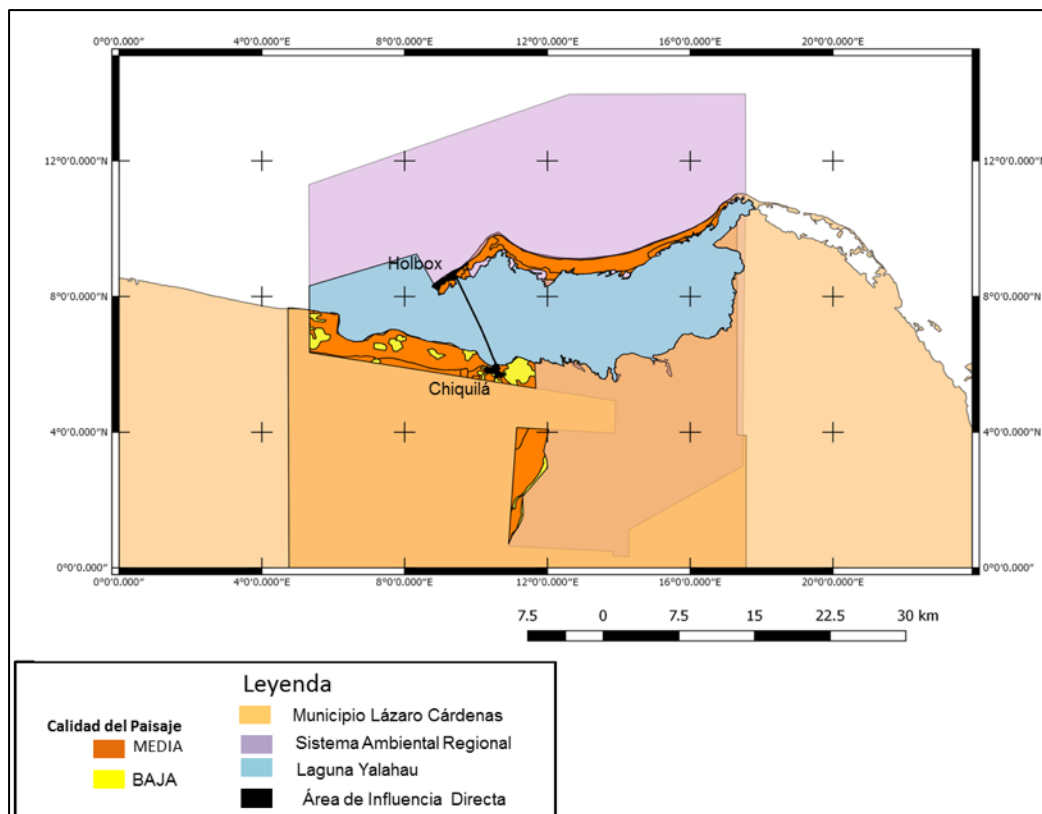 0°0'0.000"E 4°0'0.000"E 8°0'0.000"E 12°0'0.000"E 16°0'0.000"E 20°0'0.000"E
12°0'0.000"N 12°0'0.000"N
Holbox
8°0'0.000"N 8°0'0.000"N
Chiquilá
4°0'0.000"N 4°0'0.000"N
0°0'0.000"N 0°0'0.000"N
0°0'0.000"E 4°0'0.000"E 8°0'0.000"E 12°0'0.000"E 16°0'0.000"E 20°0'0.000"E
7.5 0 7.5 15 22.5 30 km
Leyenda
Calidad del Paisaje
MEDIA
BAJA
Municipio Lázaro Cárdenas
Sistema Ambiental Regional
Laguna Yalahau
Área de Influencia Directa